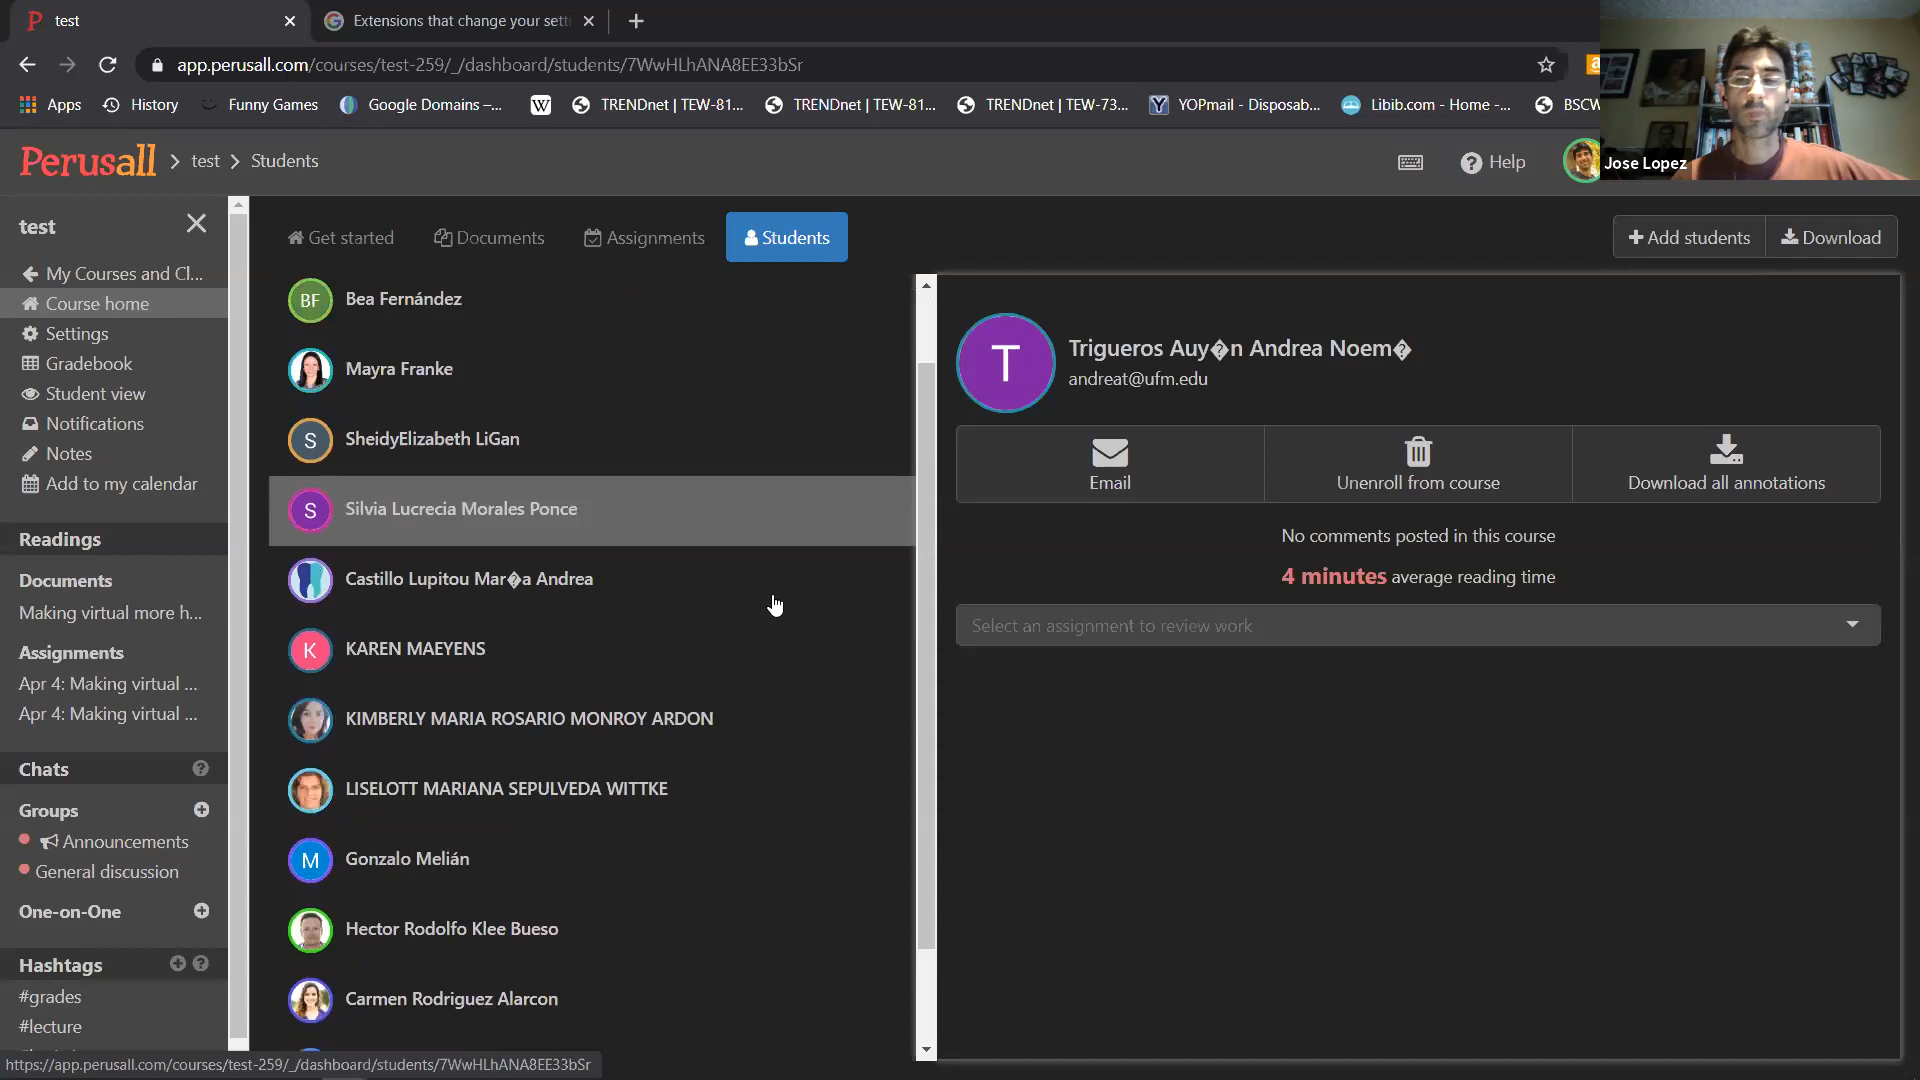 test
Extensions that change your sett
app.perusall.com/courses/test-259/_/dashboard/students/7WwHLhANA8EE33bSr
Apps
History
Funny Games
Google Domains –...
W
TRENDnet | TEW-81...
TRENDnet | TEW-81...
TRENDnet | TEW-73...
YOPmail - Disposab...
Libib.com - Home -...
BSCW
Jose Lopez
Perusall > test > Students
Help
test
My Courses and Cl...
Course home
Settings
Gradebook
Student view
Notifications
Notes
Add to my calendar
Readings
Documents
Making virtual more h...
Assignments
Apr 4: Making virtual ...
Apr 4: Making virtual ...
Chats
Groups
Announcements
General discussion
One-on-One
Hashtags
#grades
#lecture
Get started
Documents
Assignments
Students
Add students
Download
BF
Bea Fernández
Mayra Franke
S
SheidyElizabeth LiGan
S
Silvia Lucrecia Morales Ponce
Castillo Lupitou Mar�a Andrea
K
KAREN MAEYENS
KIMBERLY MARIA ROSARIO MONROY ARDON
LISELOTT MARIANA SEPULVEDA WITTKE
M
Gonzalo Melián
Hector Rodolfo Klee Bueso
Carmen Rodriguez Alarcon
T
Trigueros Auy�n Andrea Noem�
andreat@ufm.edu
Email
Unenroll from course
Download all annotations
No comments posted in this course
4 minutes average reading time
Select an assignment to review work
https://app.perusall.com/courses/test-259/_/dashboard/students/7WwHLhANA8EE33bSr